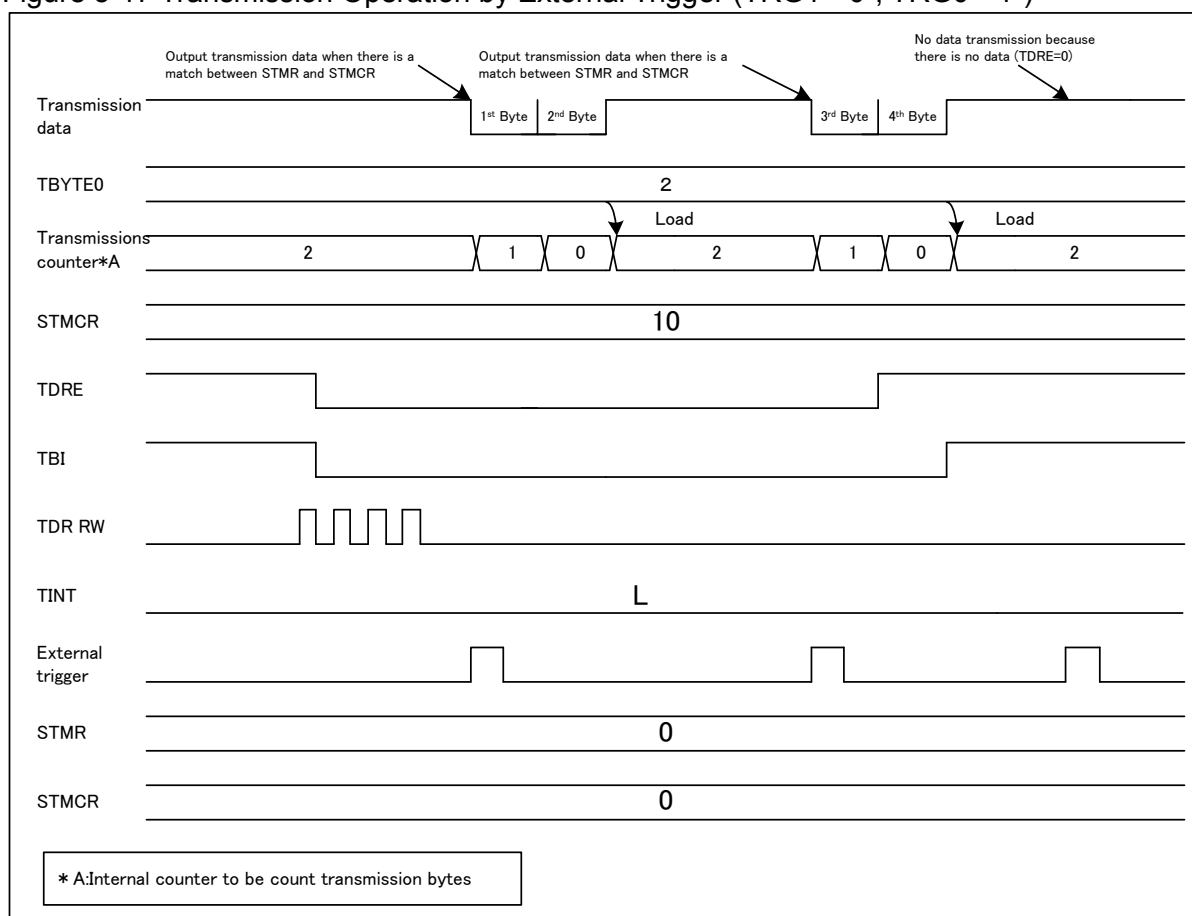 Output transmission data when there is a
match between STMR and STMCR
Output transmission data when there is a
match between STMR and STMCR
No data transmission because
there is no data (TDRE=0)
Transmission
data
1st Byte
2nd Byte
3rd Byte
4th Byte
TBYTE0
2
Load
Load
Transmissions
counter*A
2
1
0
2
1
0
2
STMCR
10
TDRE
TBI
TDR RW
TINT
L
External
trigger
STMR
0
STMCR
0
* A:Internal counter to be count transmission bytes